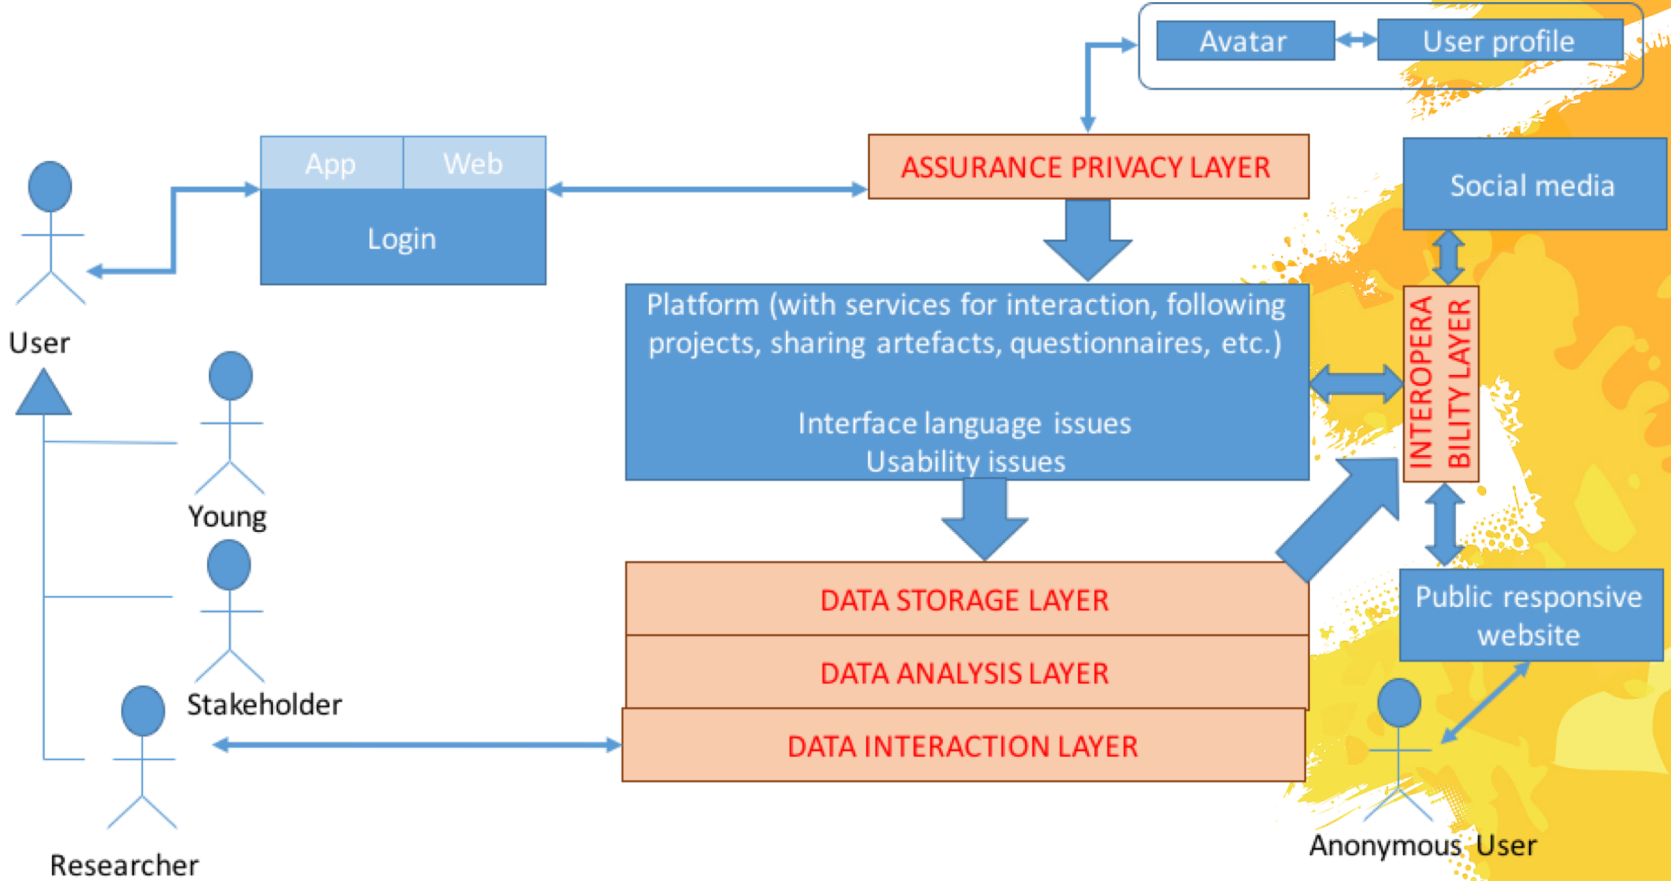 Avatar
User profile
App
Web
Login
ASSURANCE PRIVACY LAYER
Social media
User
Platform (with services for interaction, following
projects, sharing artefacts, questionnaires, etc.)
Interface language issues
Usability issues
INTEROPERA
BILITY LAYER
Young
Stakeholder
DATA STORAGE LAYER
DATA ANALYSIS LAYER
DATA INTERACTION LAYER
Public responsive
website
Researcher
Anonymous User